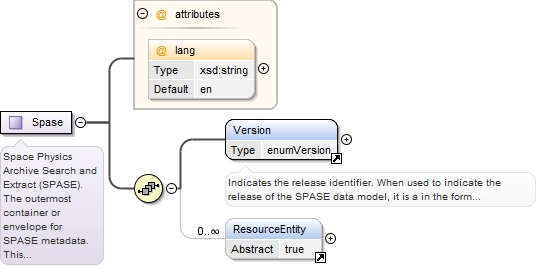 @ attributes
@ lang
Type xsd:string
Default en
Spase
Space Physics
Archive Search and
Extract (SPASE).
The outermost
container or
envelope for
SPASE metadata.
This...
Version
Type enumVersion
Indicates the release identifier. When used to indicate the
release of the SPASE data model, it is a in the form...
0..∞
ResourceEntity
Abstract true